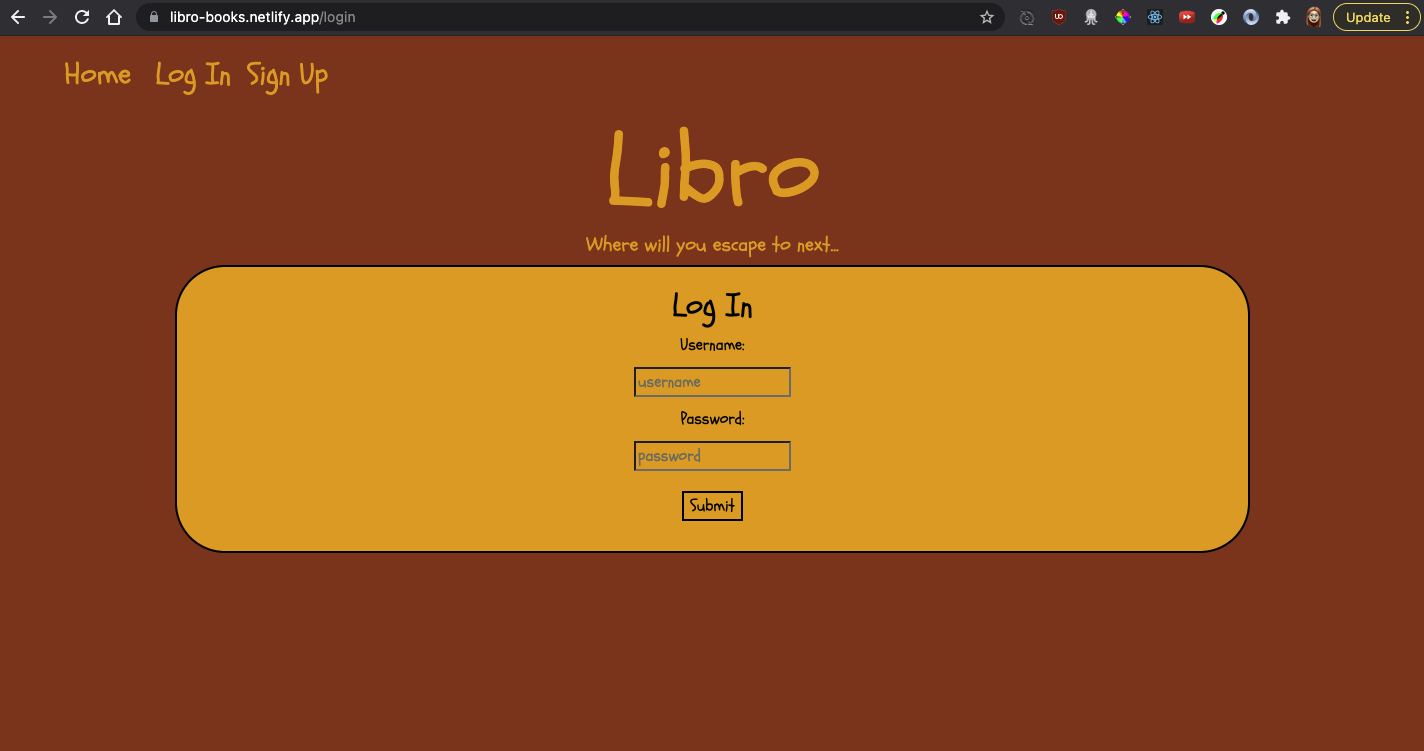 libro-books.netlify.app/login
Update
Home Log In Sign Up
Libro
Where will you escape to next...
Log In
Username:
username
Password:
password
Submit